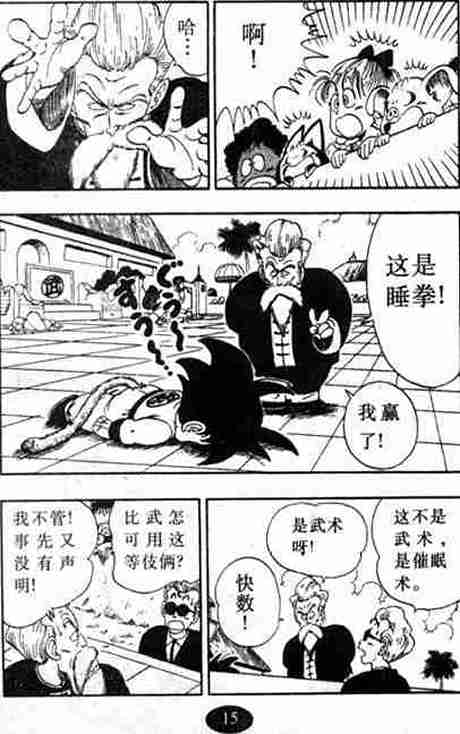 啊！
哈…
这是
睡拳！
ぐう〜
武
我赢
了！
这不是
武术，
是催眠
术。
是武术
呀！
快数！
比武怎
可用这
等伎俩？
我不管！
事先又
没有声
明！
15